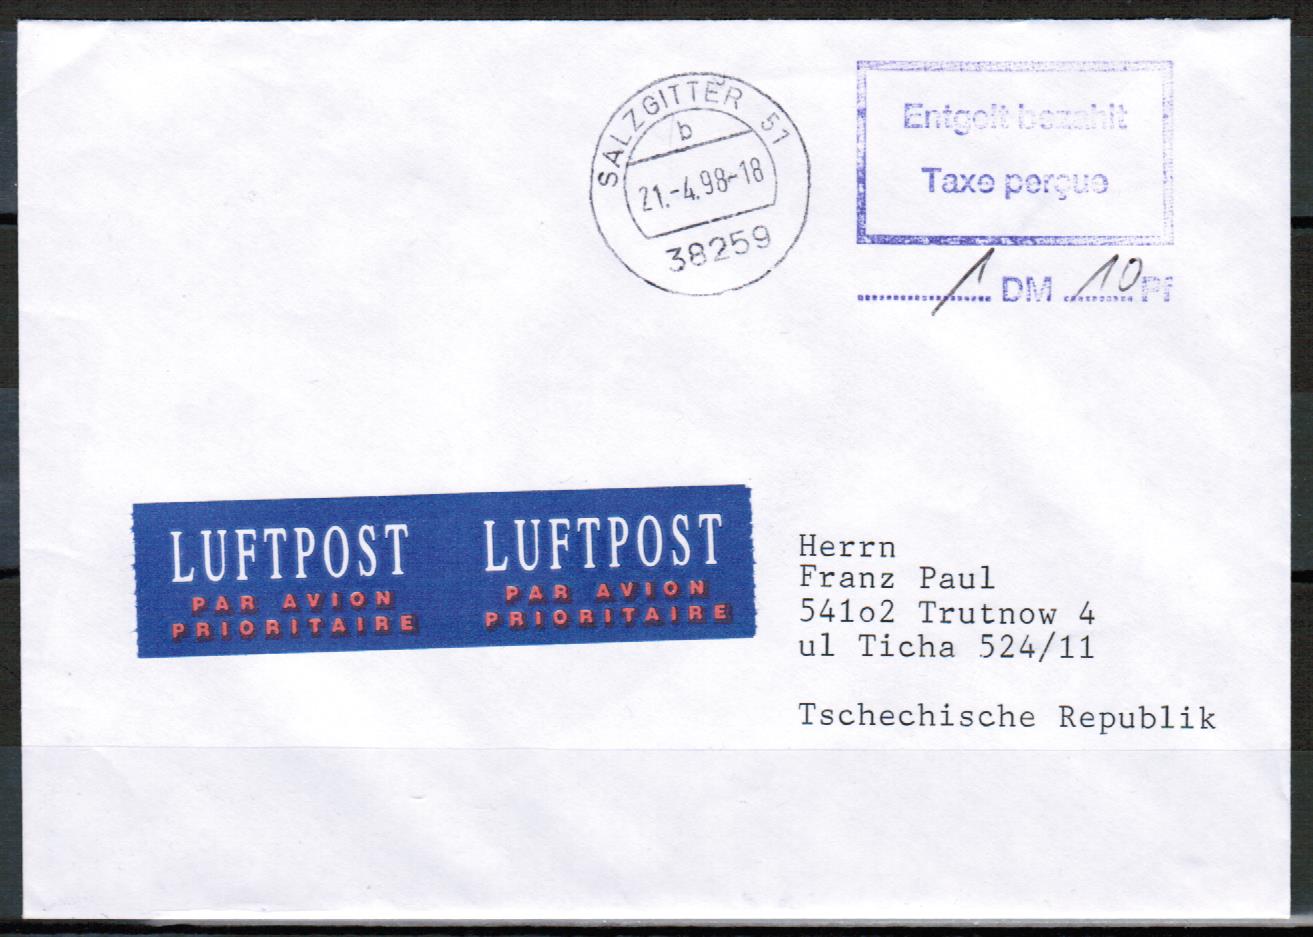 SALZGITTER 51
b
21.-4.98-18
38259
Entgelt bezahlt
Taxe perçue
1 DM 10 Pf
LUFTPOST
PAR AVION
PRIORITAIRE
LUFTPOST
PAR AVION
PRIORITAIRE
Herrn
Franz Paul
541o2 Trutnow 4
ul Ticha 524/11
Tschechische Republik